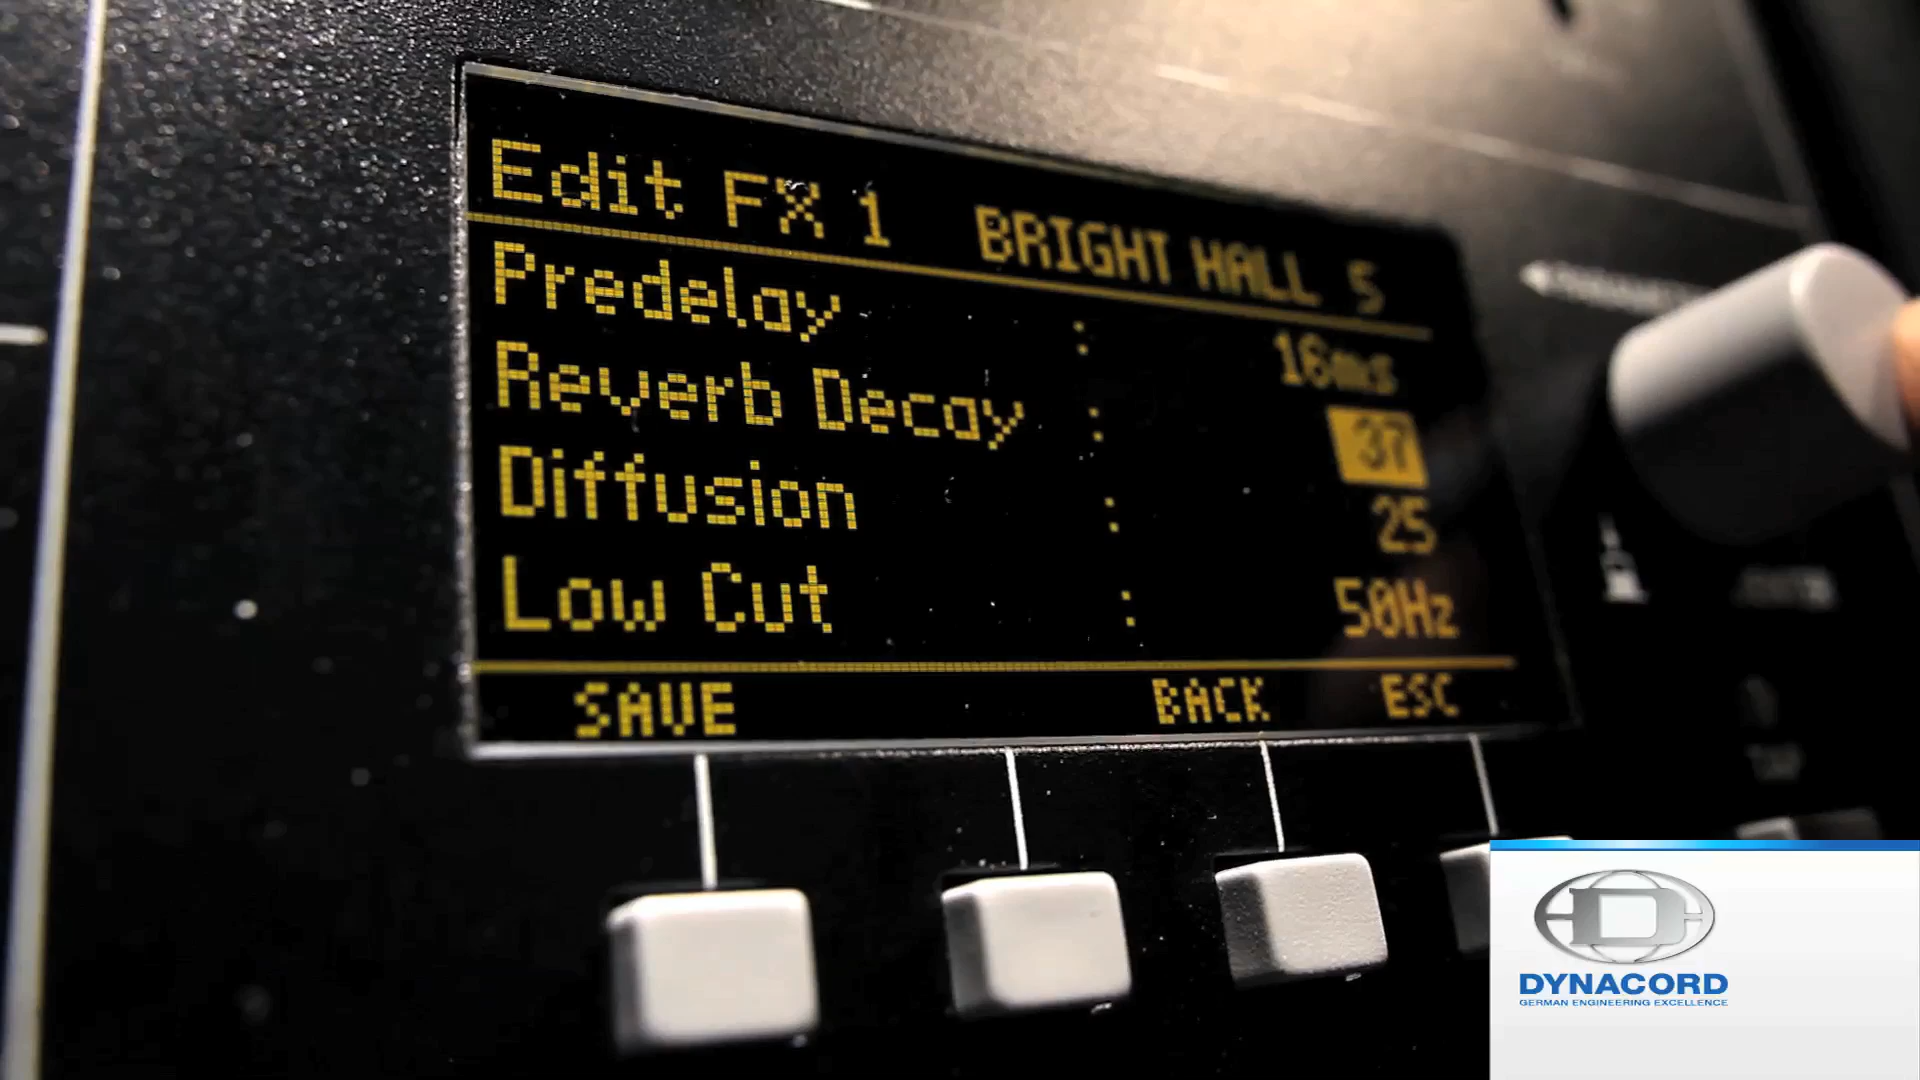 Edit FX 1 BRIGHT HALL 5
Predelay : 16ms
Reverb Decay : 37
Diffusion : 25
Low Cut : 50Hz
SAVE BACK ESC
DYNACORD
GERMAN ENGINEERING EXCELLENCE